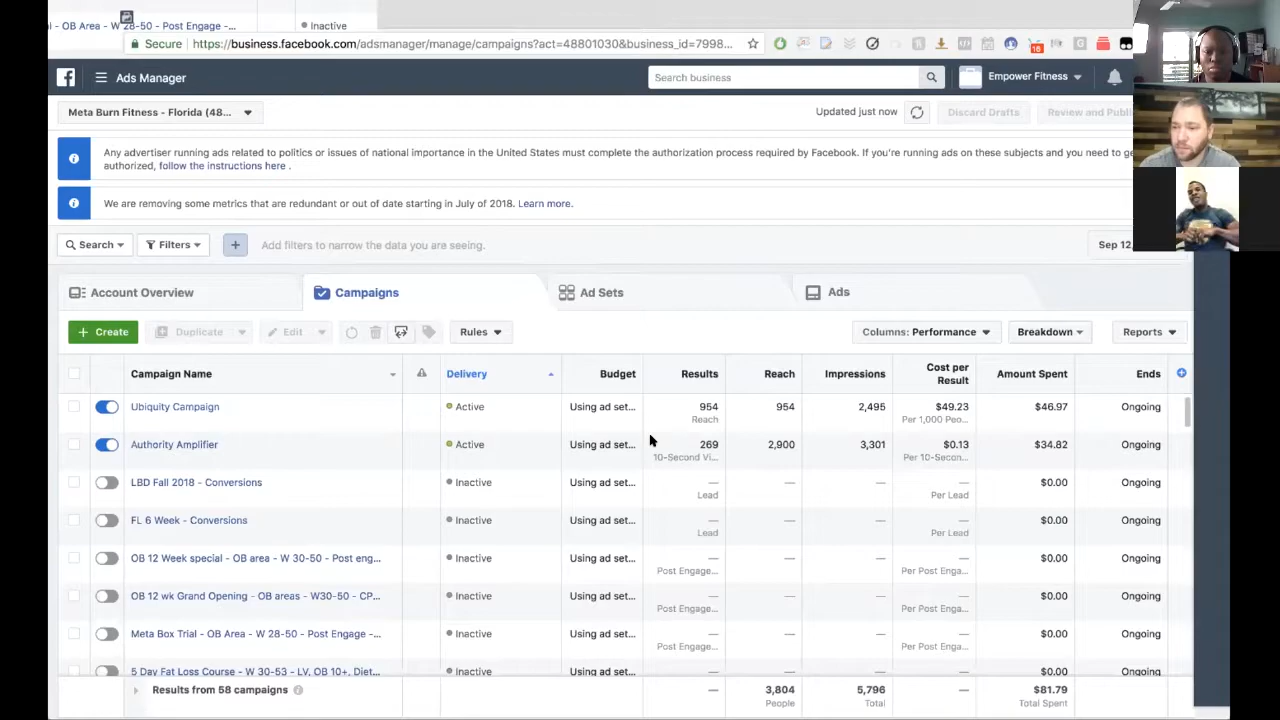 al - OB Area - W 28-50 - Post Engage -...
Inactive
Secure
https://business.facebook.com/adsmanager/manage/campaigns?act=48801030&business_id=7998...
16
Ads Manager
Search business
Empower Fitness
Meta Burn Fitness - Florida (48...
Updated just now
Discard Drafts
Review and Publi
Any advertiser running ads related to politics or issues of national importance in the United States must complete the authorization process required by Facebook. If you're running ads on these subjects and you need to ge
authorized, follow the instructions here .
We are removing some metrics that are redundant or out of date starting in July of 2018. Learn more.
Search
Filters
+
Add filters to narrow the data you are seeing.
Sep 12,
Account Overview
Campaigns
Ad Sets
Ads
+ Create
Duplicate
Edit
Rules
Columns: Performance
Breakdown
Reports
Campaign Name
Delivery
Budget
Results
Reach
Impressions
Cost per
Result
Amount Spent
Ends
Ubiquity Campaign
Active
Using ad set...
954
Reach
954
2,495
$49.23
Per 1,000 Peo...
$46.97
Ongoing
Authority Amplifier
Active
Using ad set...
269
10-Second Vi...
2,900
3,301
$0.13
Per 10-Secon...
$34.82
Ongoing
LBD Fall 2018 - Conversions
Inactive
Using ad set...
—
Lead
—
—
—
Per Lead
$0.00
Ongoing
FL 6 Week - Conversions
Inactive
Using ad set...
—
Lead
—
—
—
Per Lead
$0.00
Ongoing
OB 12 Week special - OB area - W 30-50 - Post eng...
Inactive
Using ad set...
—
Post Engage...
—
—
—
Per Post Enga...
$0.00
Ongoing
OB 12 wk Grand Opening - OB areas - W30-50 - CP...
Inactive
Using ad set...
—
Post Engage...
—
—
—
Per Post Enga...
$0.00
Ongoing
Meta Box Trial - OB Area - W 28-50 - Post Engage -...
Inactive
Using ad set...
—
Post Engage...
—
—
—
Per Post Enga...
$0.00
Ongoing
5 Day Fat Loss Course - W 30-53 - LV, OB 10+, Diet...
Inactive
Using ad set...
—
—
—
—
$0.00
Ongoing
Results from 58 campaigns
—
3,804
People
5,796
Total
—
$81.79
Total Spent